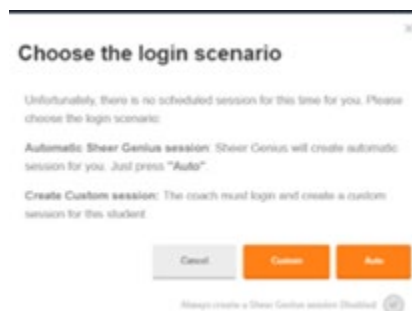 Choose the login scenario
Unfortunately, there is no scheduled session for this time for you. Please
choose the login scenario:
Automatic Sheer Genius session: Sheer Genius will create automatic
session for you. Just press "Auto".
Create Custom session: The coach must login and create a custom
session for this student
Cancel Custom Auto
Always create a Sheer Genius session Disabled